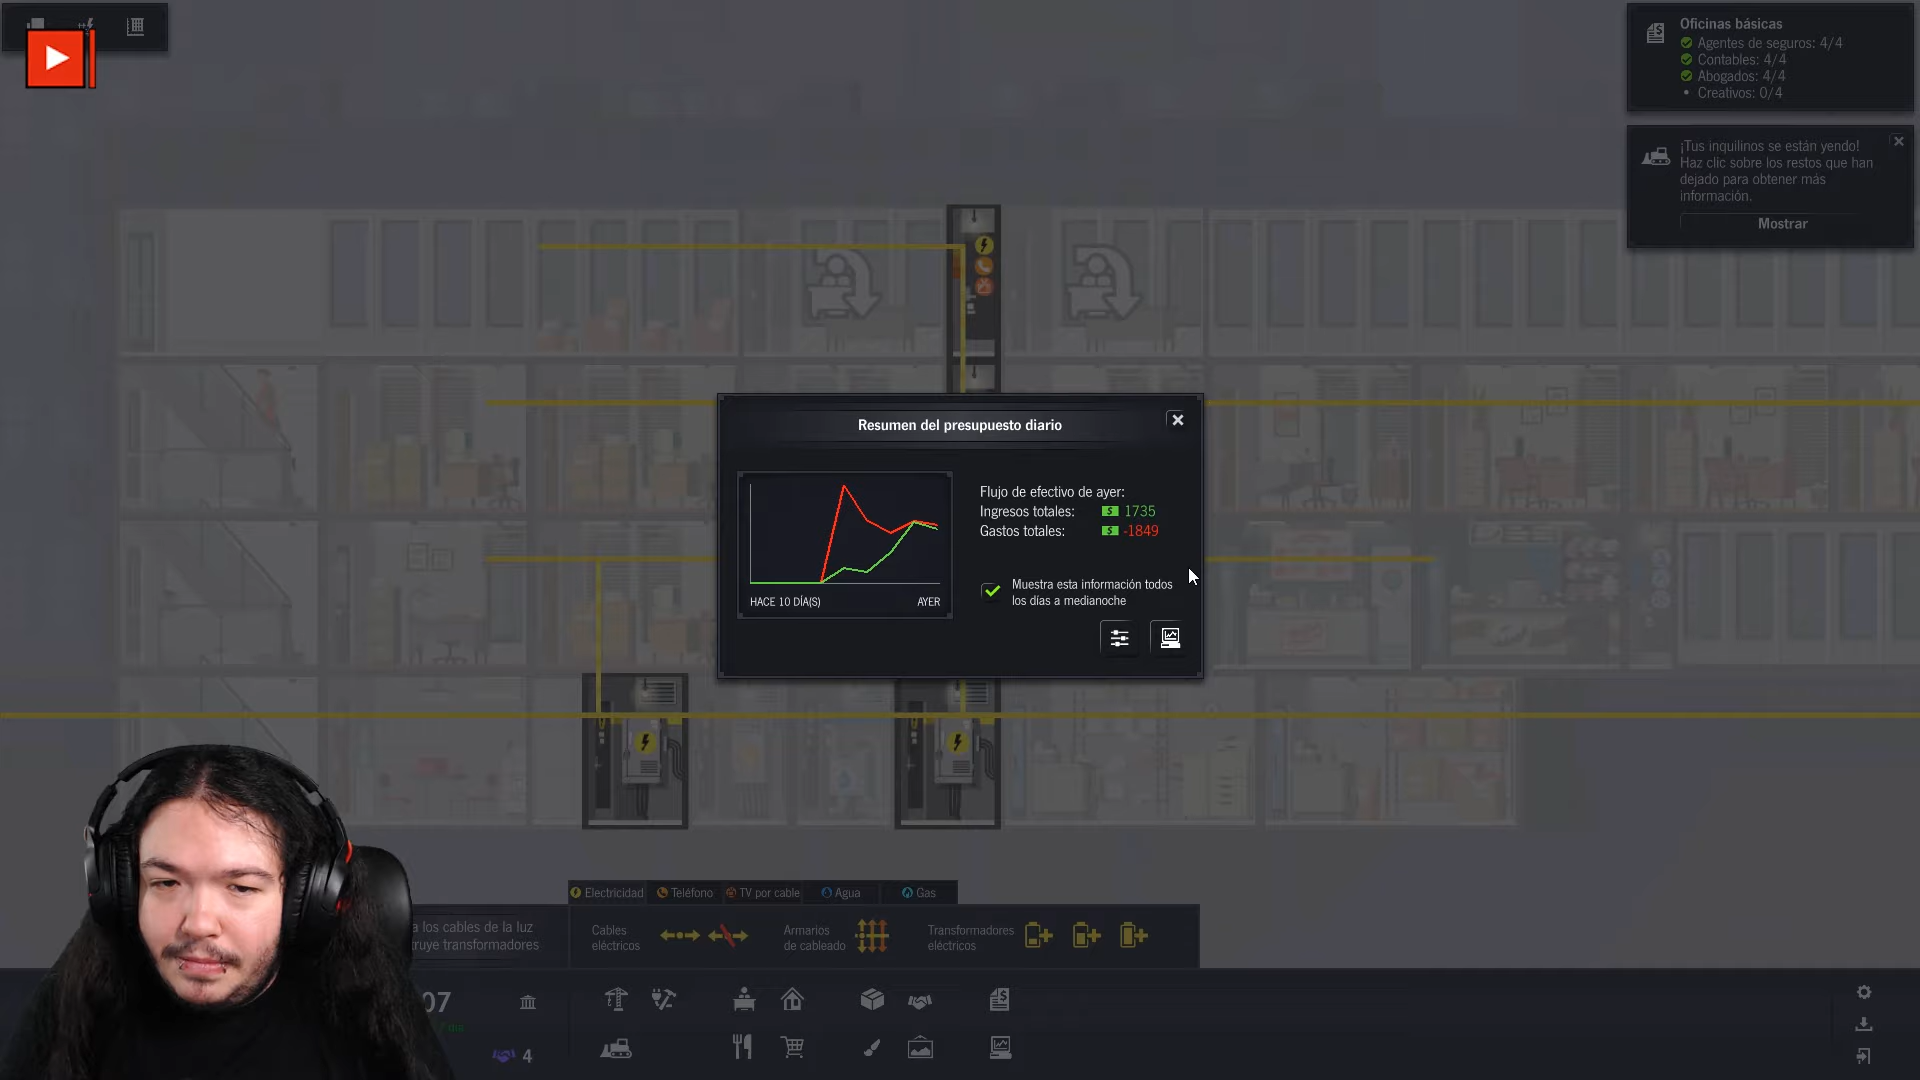 Oficinas básicas
Agentes de seguros: 4/4
Contables: 4/4
Abogados: 4/4
• Creativos: 0/4
¡Tus inquilinos se están yendo!
Haz clic sobre los restos que han
dejado para obtener más
información.
Mostrar
Resumen del presupuesto diario
Flujo de efectivo de ayer:
Ingresos totales: 1735
Gastos totales: -1849
Muestra esta información todos
los días a medianoche
HACE 10 DÍA(S) AYER
Electricidad Teléfono TV por cable Agua Gas
a los cables de la luz
truye transformadores
Cables
eléctricos
Armarios
de cableado
Transformadores
eléctricos
07
/ día
4